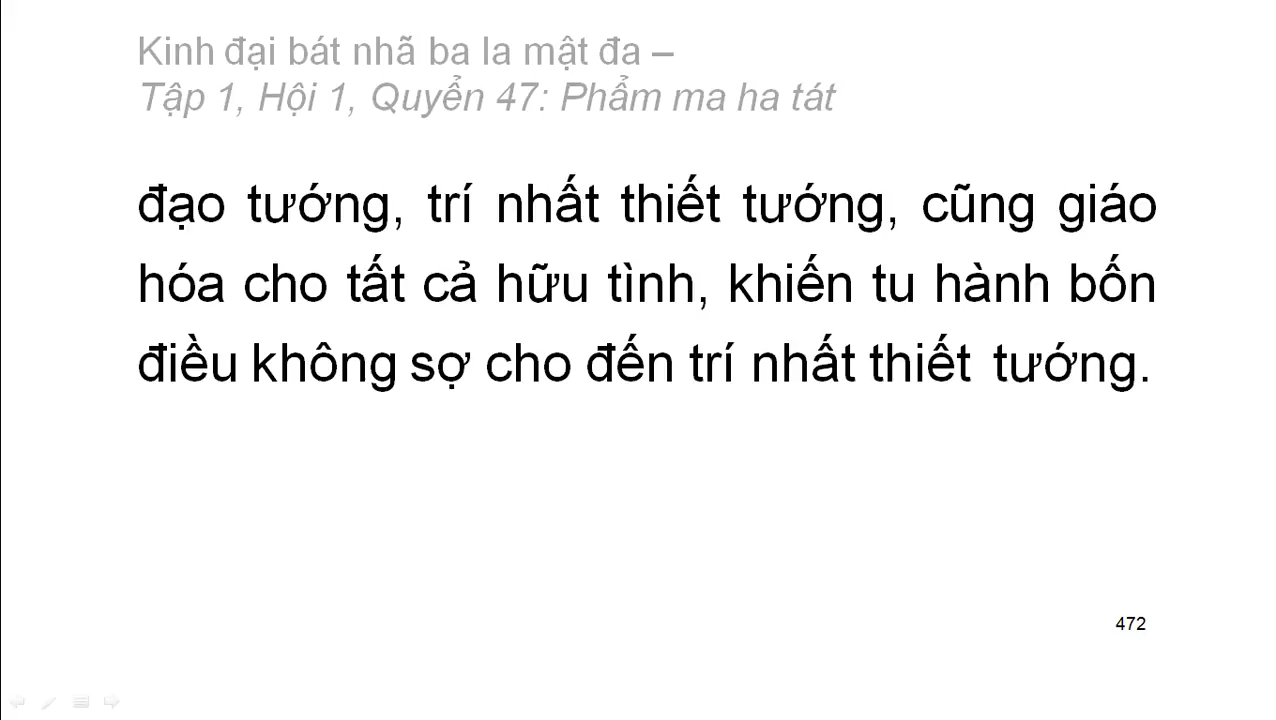 Kinh đại bát nhã ba la mật đa –
Tập 1, Hội 1, Quyển 47: Phẩm ma ha tát
đạo tướng, trí nhất thiết tướng, cũng giáo
hóa cho tất cả hữu tình, khiến tu hành bốn
điều không sợ cho đến trí nhất thiết tướng.
472